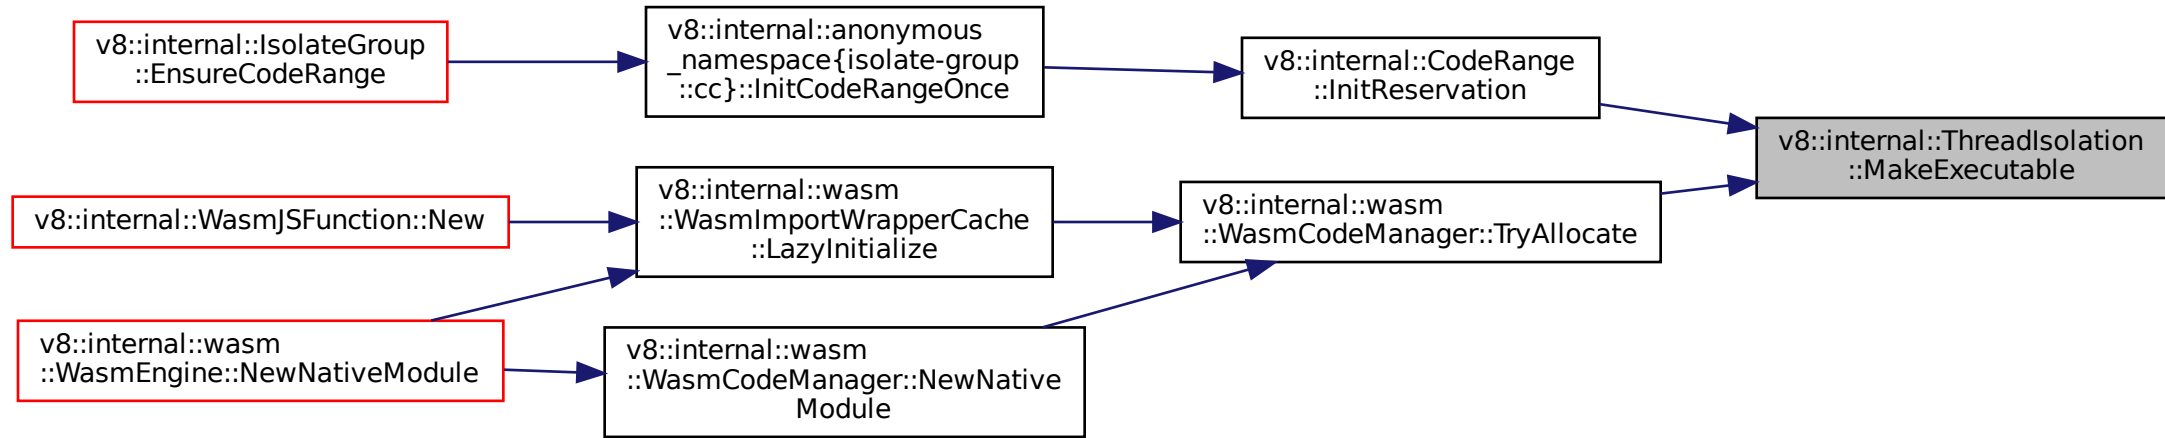 v8::internal::IsolateGroup
::EnsureCodeRange
v8::internal::anonymous
_namespace{isolate-group
::cc}::InitCodeRangeOnce
v8::internal::CodeRange
::InitReservation
v8::internal::ThreadIsolation
::MakeExecutable
v8::internal::WasmJSFunction::New
v8::internal::wasm
::WasmImportWrapperCache
::LazyInitialize
v8::internal::wasm
::WasmCodeManager::TryAllocate
v8::internal::wasm
::WasmEngine::NewNativeModule
v8::internal::wasm
::WasmCodeManager::NewNative
Module